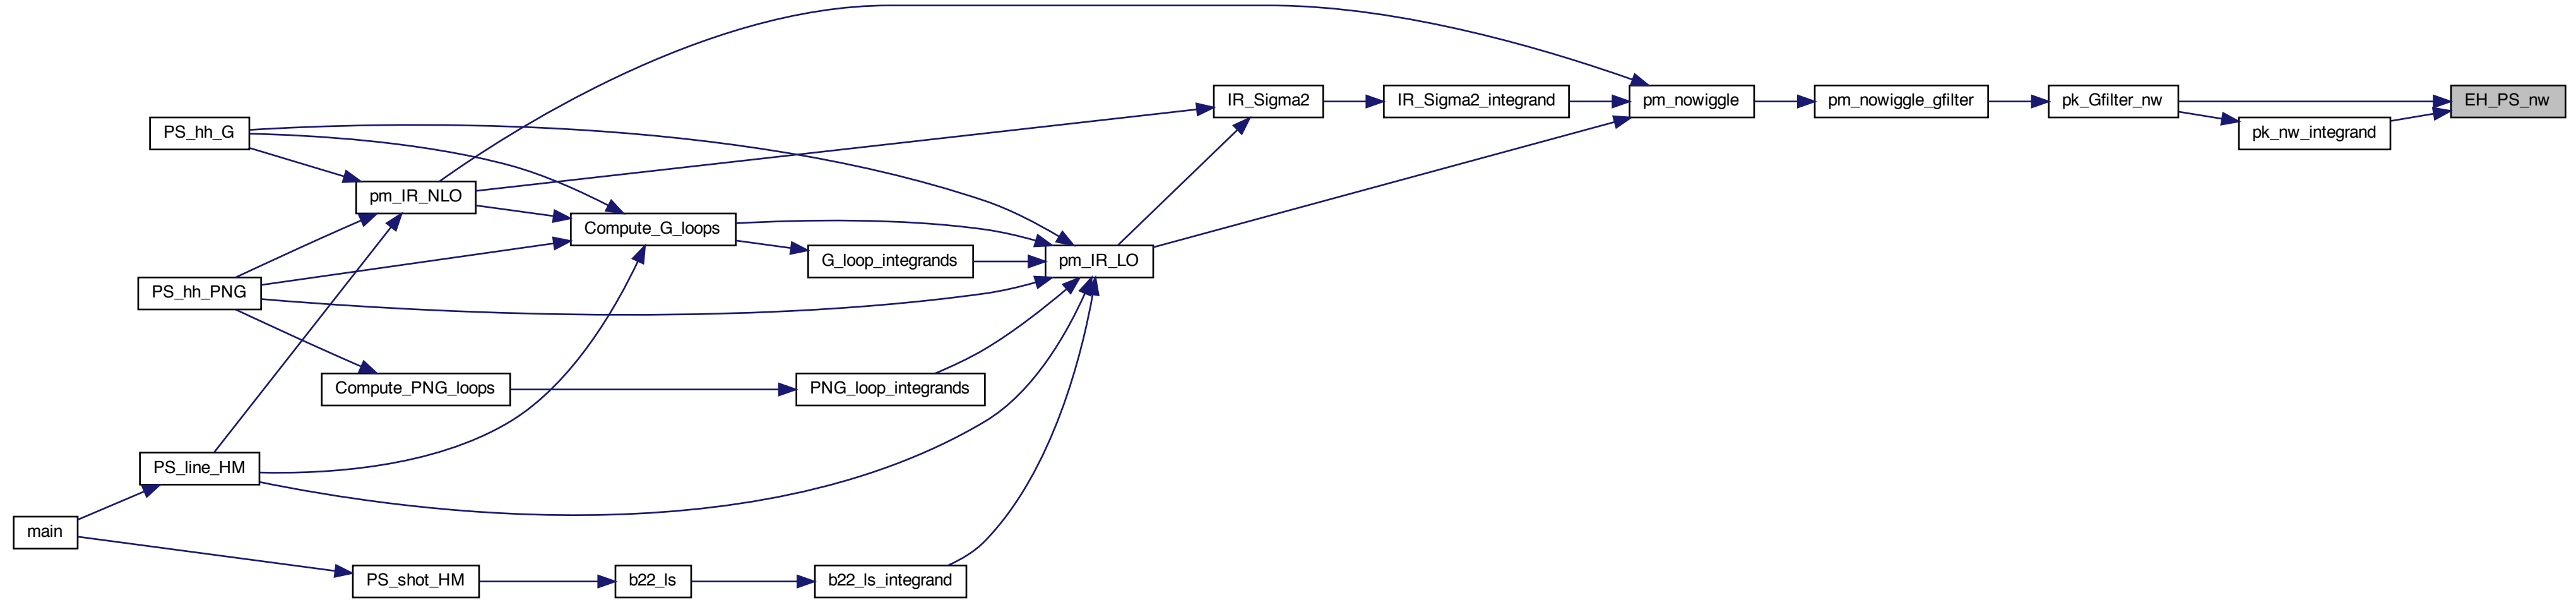 IR_Sigma2
IR_Sigma2_integrand
pm_nowiggle
pm_nowiggle_gfilter
pk_Gfilter_nw
EH_PS_nw
PS_hh_G
pk_nw_integrand
pm_IR_NLO
Compute_G_loops
G_loop_integrands
pm_IR_LO
PS_hh_PNG
Compute_PNG_loops
PNG_loop_integrands
PS_line_HM
main
PS_shot_HM
b22_ls
b22_ls_integrand